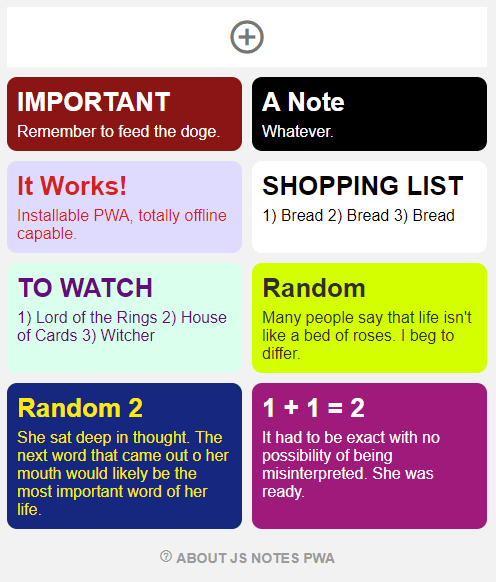 IMPORTANT
Remember to feed the doge.
A Note
Whatever.
It Works!
Installable PWA, totally offline
capable.
SHOPPING LIST
1) Bread 2) Bread 3) Bread
TO WATCH
1) Lord of the Rings 2) House
of Cards 3) Witcher
Random
Many people say that life isn't
like a bed of roses. I beg to
differ.
Random 2
She sat deep in thought. The
next word that came out o her
mouth would likely be the
most important word of her
life.
1 + 1 = 2
It had to be exact with no
possibility of being
misinterpreted. She was
ready.
ABOUT JS NOTES PWA